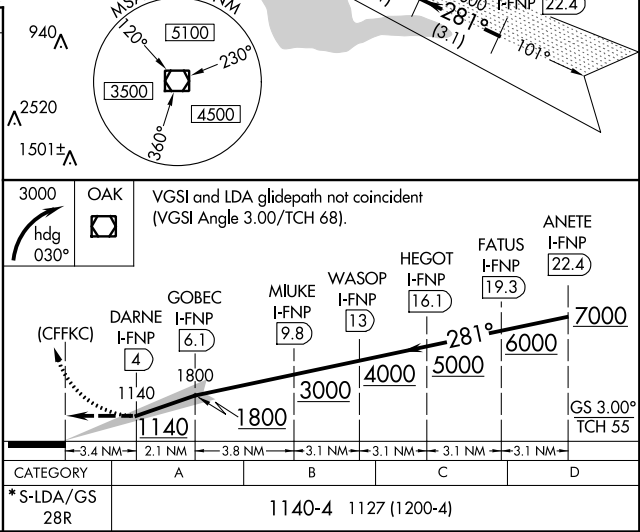 MSA
NM
I-FNP 22.4
281°
(3.1)
101°
940
5100
120°
230°
3500
4500
360°
2520
1501±
3000
hdg
030°
OAK
VGSI and LDA glidepath not coincident
(VGSI Angle 3.00/TCH 68).
ANETE
I-FNP
22.4
FATUS
I-FNP
19.3
HEGOT
I-FNP
16.1
WASOP
I-FNP
13
MIUKE
I-FNP
9.8
GOBEC
I-FNP
6.1
DARNE
I-FNP
4
(CFFKC)
1140
1800
281°
7000
6000
5000
4000
3000
1800
1140
GS 3.00°
TCH 55
3.4 NM 2.1 NM 3.8 NM 3.1 NM 3.1 NM 3.1 NM 3.1 NM
CATEGORY A B C D
* S-LDA/GS
28R
1140-4 1127 (1200-4)